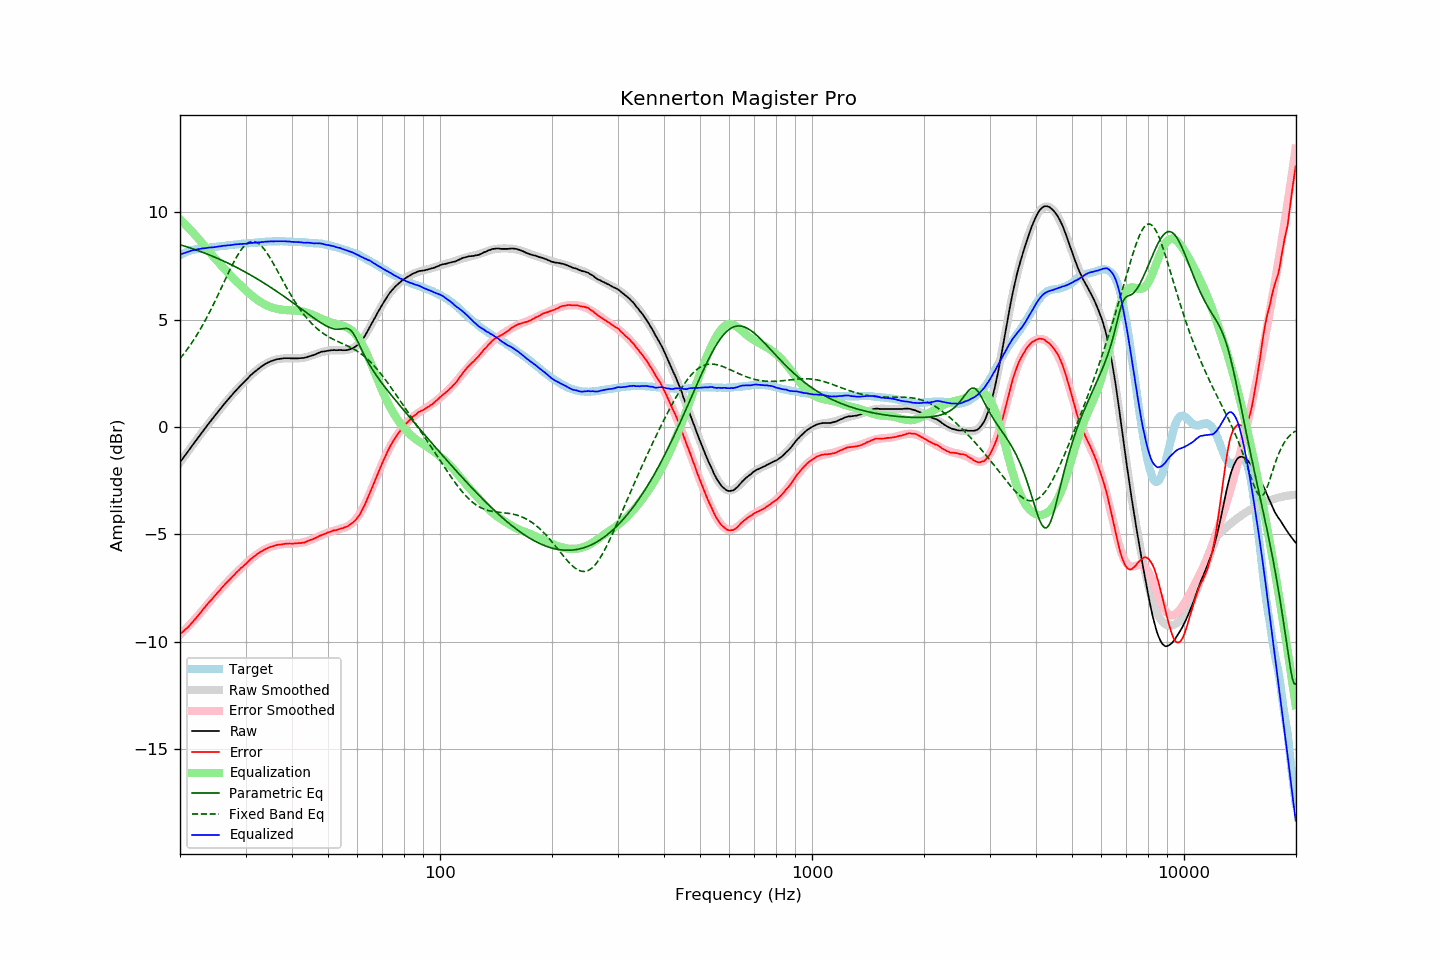 Kennerton Magister Pro
Amplitude (dBr)
10
5
0
−5
−10
−15
Target
Raw Smoothed
Error Smoothed
Raw
Error
Equalization
Parametric Eq
Fixed Band Eq
Equalized
100
1000
10000
Frequency (Hz)